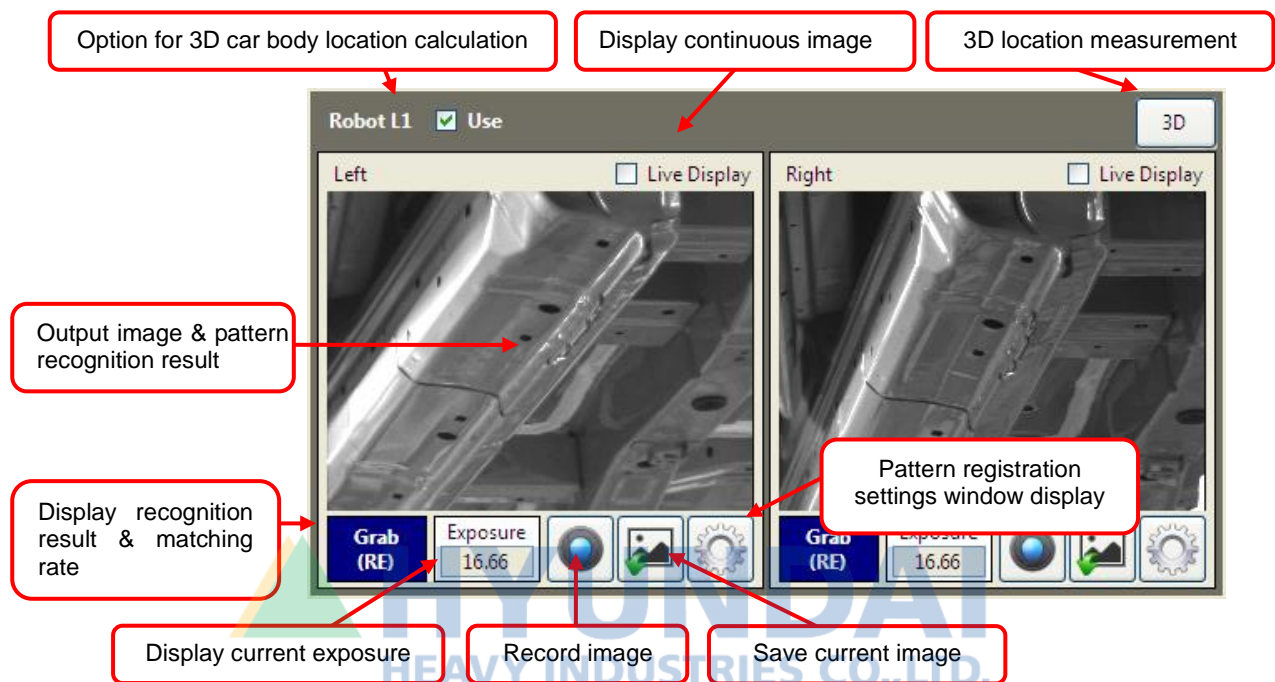 Option for 3D car body location calculation
Display continuous image
3D location measurement
Robot L1 Use
3D
Left
Live Display
Right
Live Display
Output image & pattern
recognition result
Pattern registration
settings window display
Display recognition
result & matching
rate
Grab
(RE)
Exposure
16.66
Grab
(RE)
Exposure
16.66
HYUNDAI
HEAVY INDUSTRIES CO.,LTD.
Display current exposure
Record image
Save current image